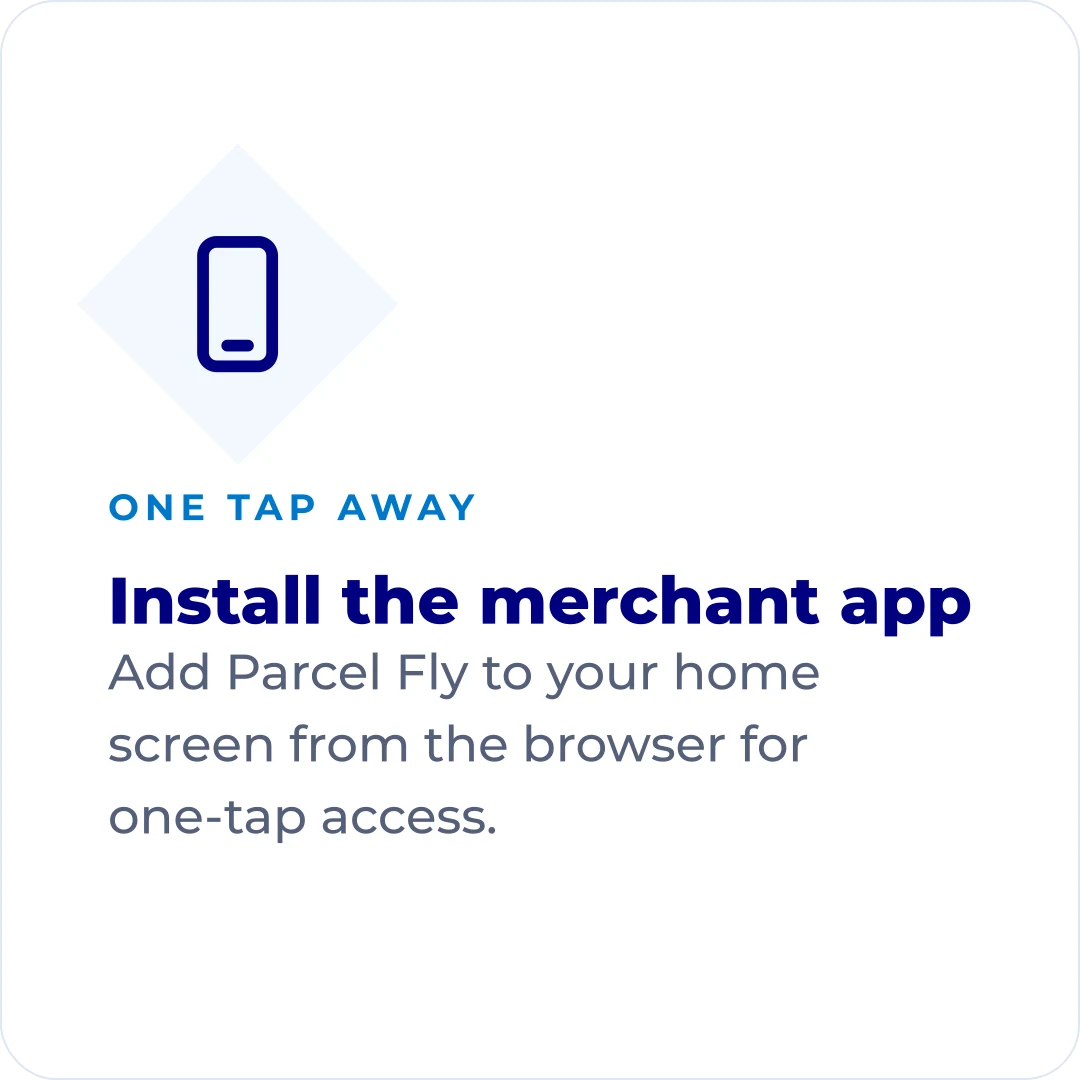 ONE TAP AWAY
Install the merchant app
Add Parcel Fly to your home
screen from the browser for
one-tap access.